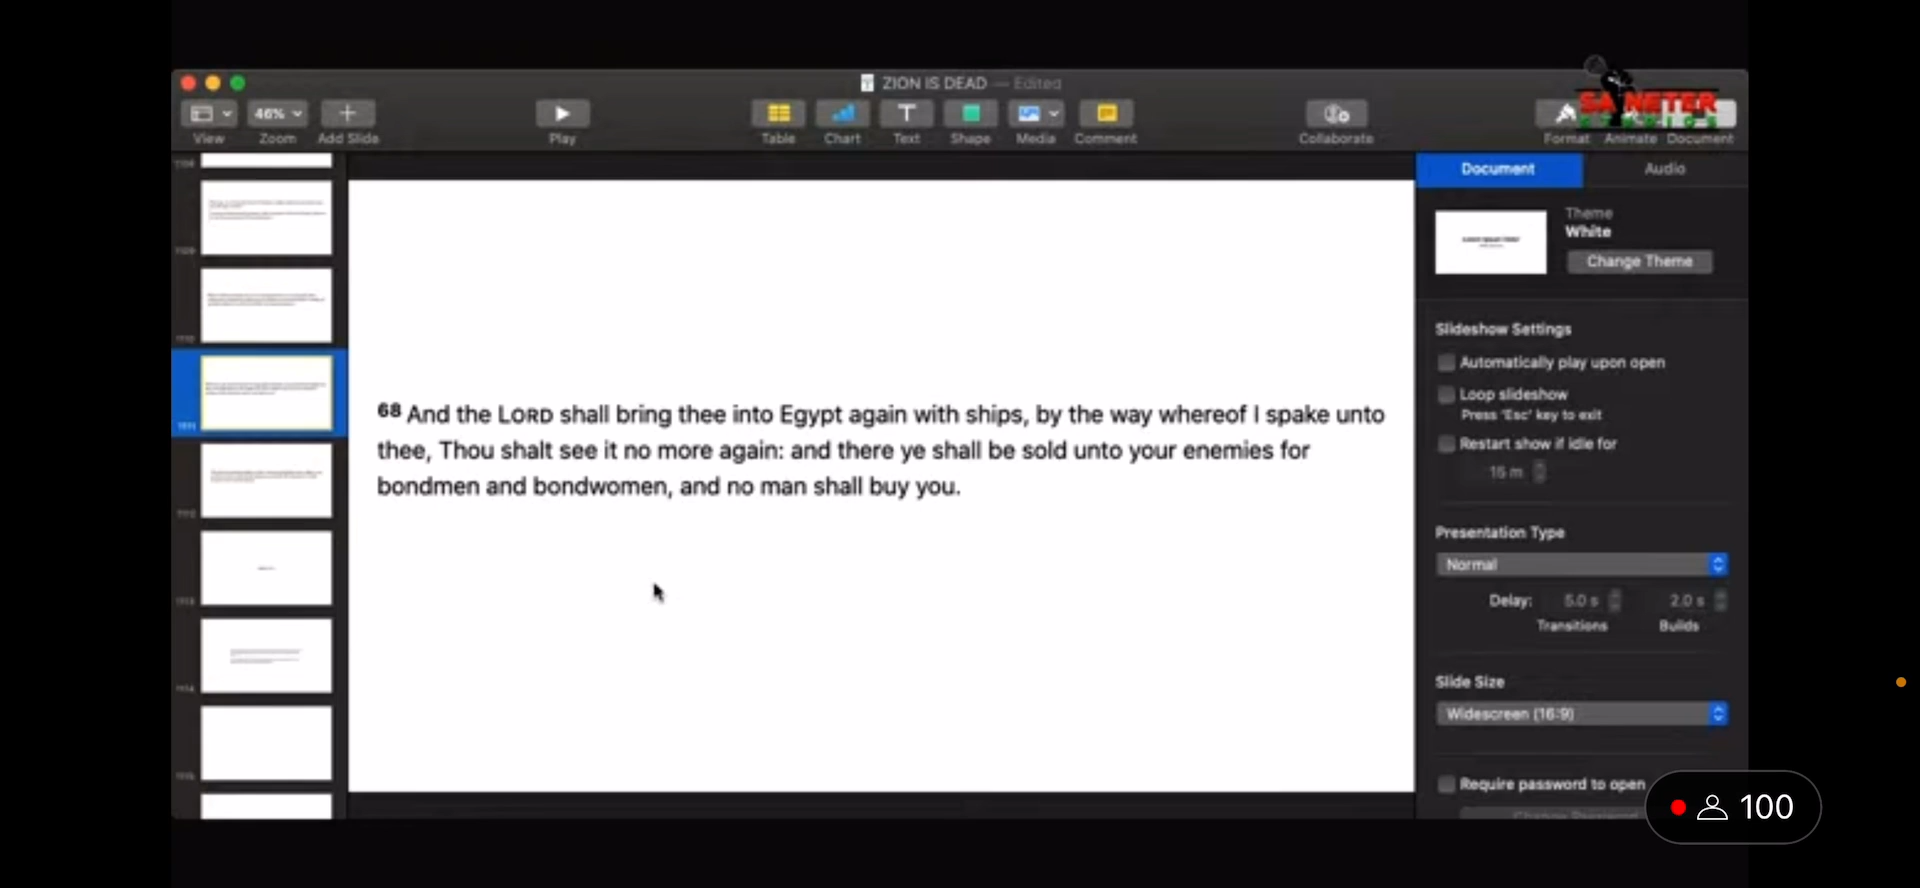 ZION IS DEAD — Edited
SA NETER
46%
View
Zoom
Add Slide
Play
Table
Chart
Text
Shape
Media
Comment
Collaborate
Format
Animate
Document
Document
Audio
Theme
White
Change Theme
Slideshow Settings
Automatically play upon open
Loop slideshow
Press 'Esc' key to exit
Restart show if idle for
15 m
68 And the LORD shall bring thee into Egypt again with ships, by the way whereof I spake unto
thee, Thou shalt see it no more again: and there ye shall be sold unto your enemies for
bondmen and bondwomen, and no man shall buy you.
Presentation Type
Normal
Delay: 5.0 s 2.0 s
Transitions Builds
Slide Size
Widescreen (16:9)
Require password to open
100